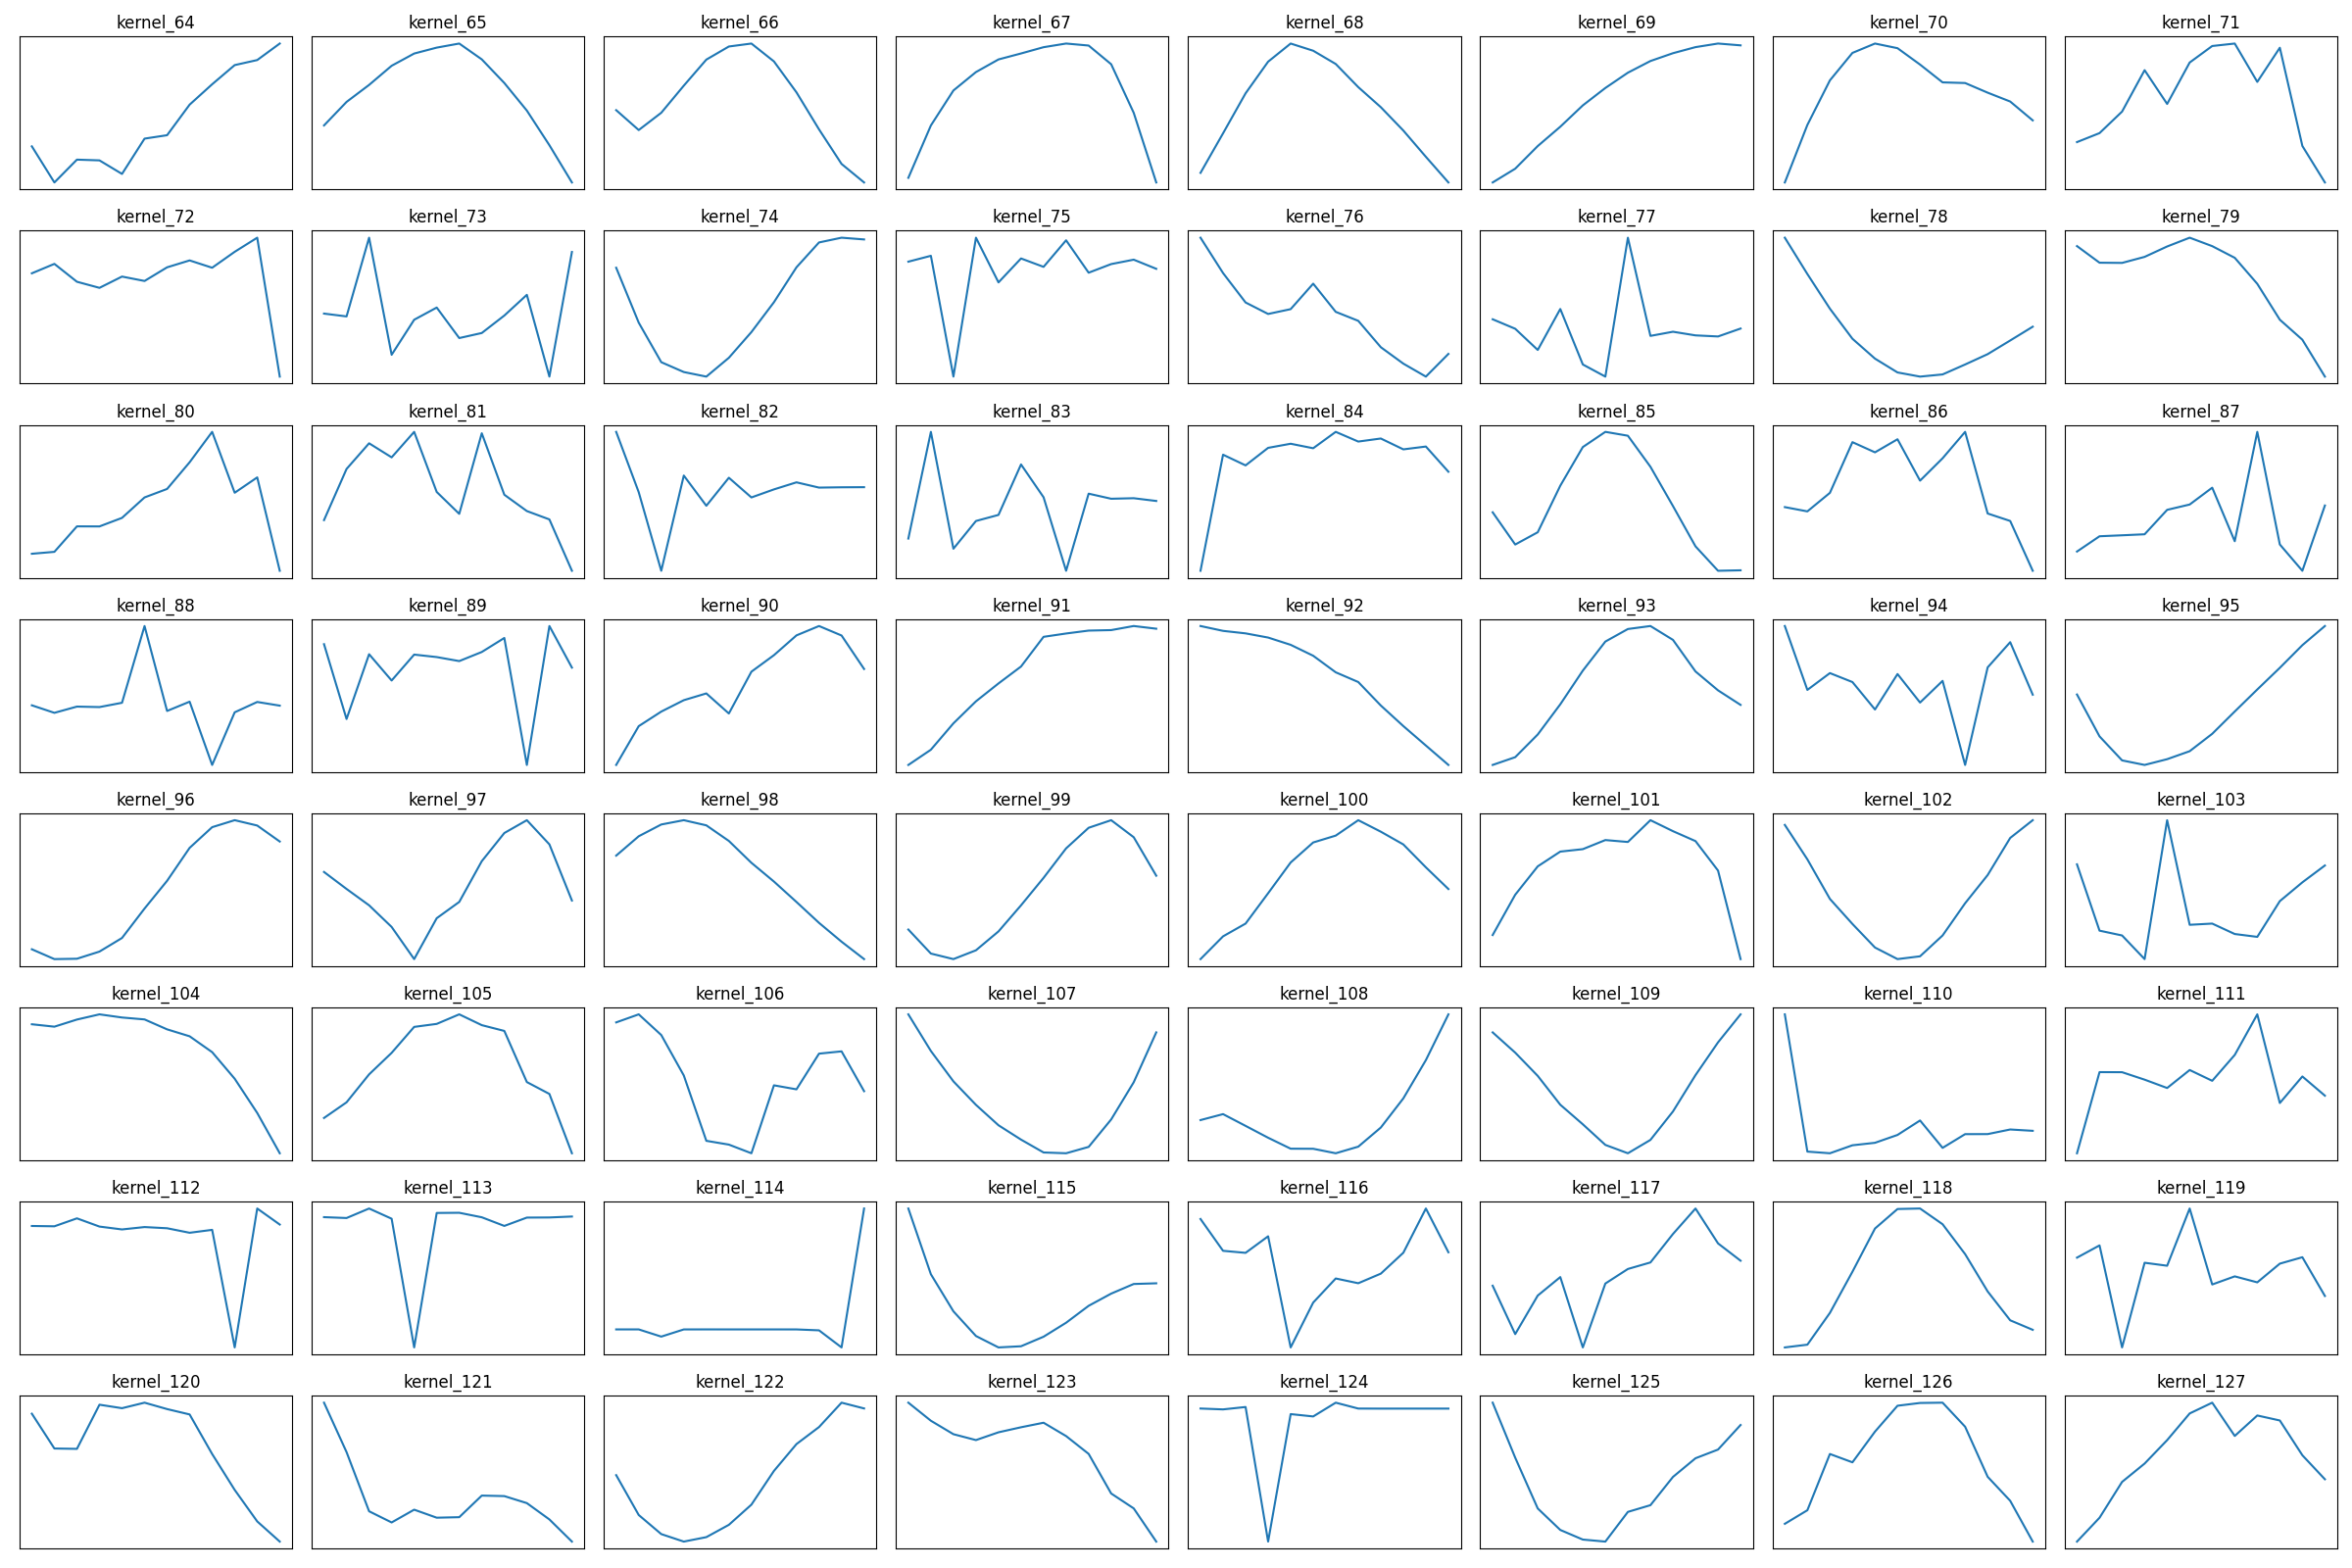 kernel_64 kernel_65 kernel_66 kernel_67 kernel_68 kernel_69 kernel_70 kernel_71
kernel_72 kernel_73 kernel_74 kernel_75 kernel_76 kernel_77 kernel_78 kernel_79
kernel_80 kernel_81 kernel_82 kernel_83 kernel_84 kernel_85 kernel_86 kernel_87
kernel_88 kernel_89 kernel_90 kernel_91 kernel_92 kernel_93 kernel_94 kernel_95
kernel_96 kernel_97 kernel_98 kernel_99 kernel_100 kernel_101 kernel_102 kernel_103
kernel_104 kernel_105 kernel_106 kernel_107 kernel_108 kernel_109 kernel_110 kernel_111
kernel_112 kernel_113 kernel_114 kernel_115 kernel_116 kernel_117 kernel_118 kernel_119
kernel_120 kernel_121 kernel_122 kernel_123 kernel_124 kernel_125 kernel_126 kernel_127